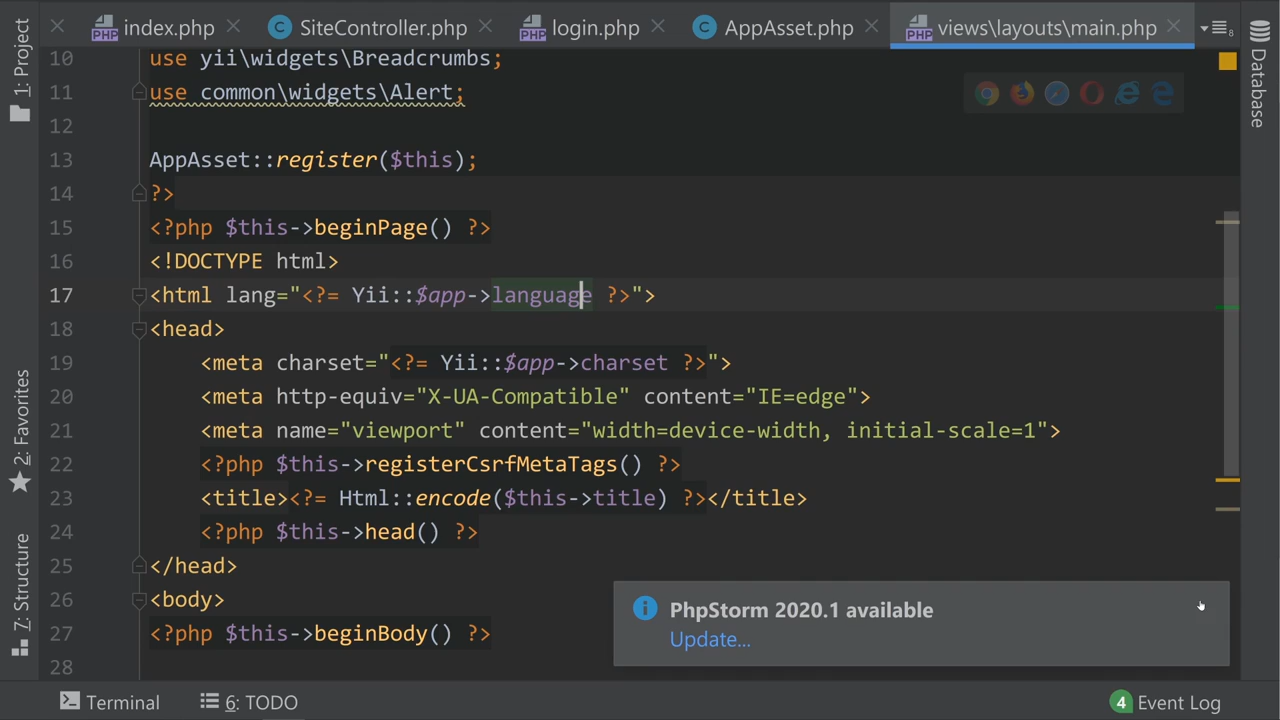 index.php
SiteController.php
login.php
AppAsset.php
views\layouts\main.php
8
1: Project
2: Favorites
7: Structure
Database
10 use yii\widgets\Breadcrumbs;
11 use common\widgets\Alert;
12
13 AppAsset::register($this);
14 ?>
15 <?php $this->beginPage() ?>
16 <!DOCTYPE html>
17 <html lang="<?= Yii::$app->language ?>">
18 <head>
19 <meta charset="<?= Yii::$app->charset ?>">
20 <meta http-equiv="X-UA-Compatible" content="IE=edge">
21 <meta name="viewport" content="width=device-width, initial-scale=1">
22 <?php $this->registerCsrfMetaTags() ?>
23 <title><?= Html::encode($this->title) ?></title>
24 <?php $this->head() ?>
25 </head>
26 <body>
27 <?php $this->beginBody() ?>
28
PhpStorm 2020.1 available
Update...
Terminal
6: TODO
4 Event Log